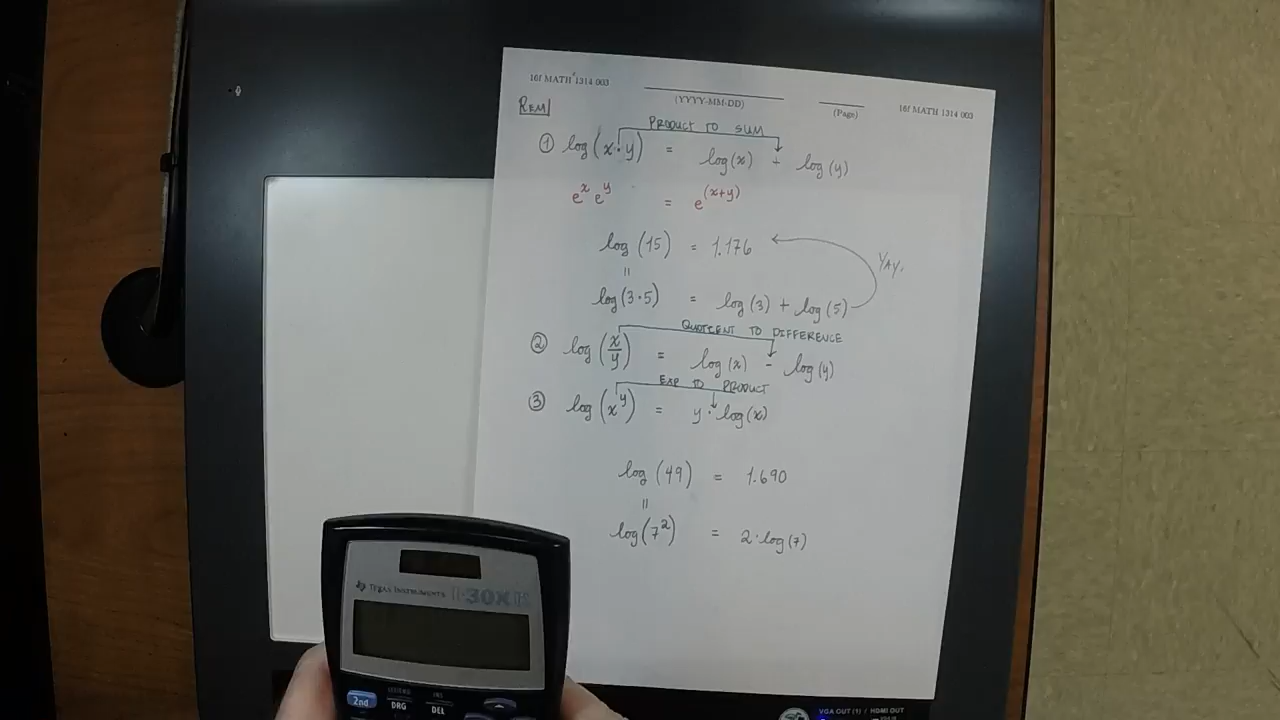 16f MATH 1314 003 (YYYY-MM-DD) (Page) 16f MATH 1314 003
REM
PRODUCT TO SUM
① log(x·y) = log(x) + log(y)
e^x e^y = e^(x+y)
log(15) = 1.176
YAY.
=
log(3·5) = log(3) + log(5)
QUOTIENT TO DIFFERENCE
② log(x/y) = log(x) - log(y)
EXP TO PRODUCT
③ log(x^y) = y·log(x)
log(49) = 1.690
=
log(7^2) = 2·log(7)
TEXAS INSTRUMENTS
2nd
DRG
INS
DEL
VGA OUT (1) / HDMI OUT